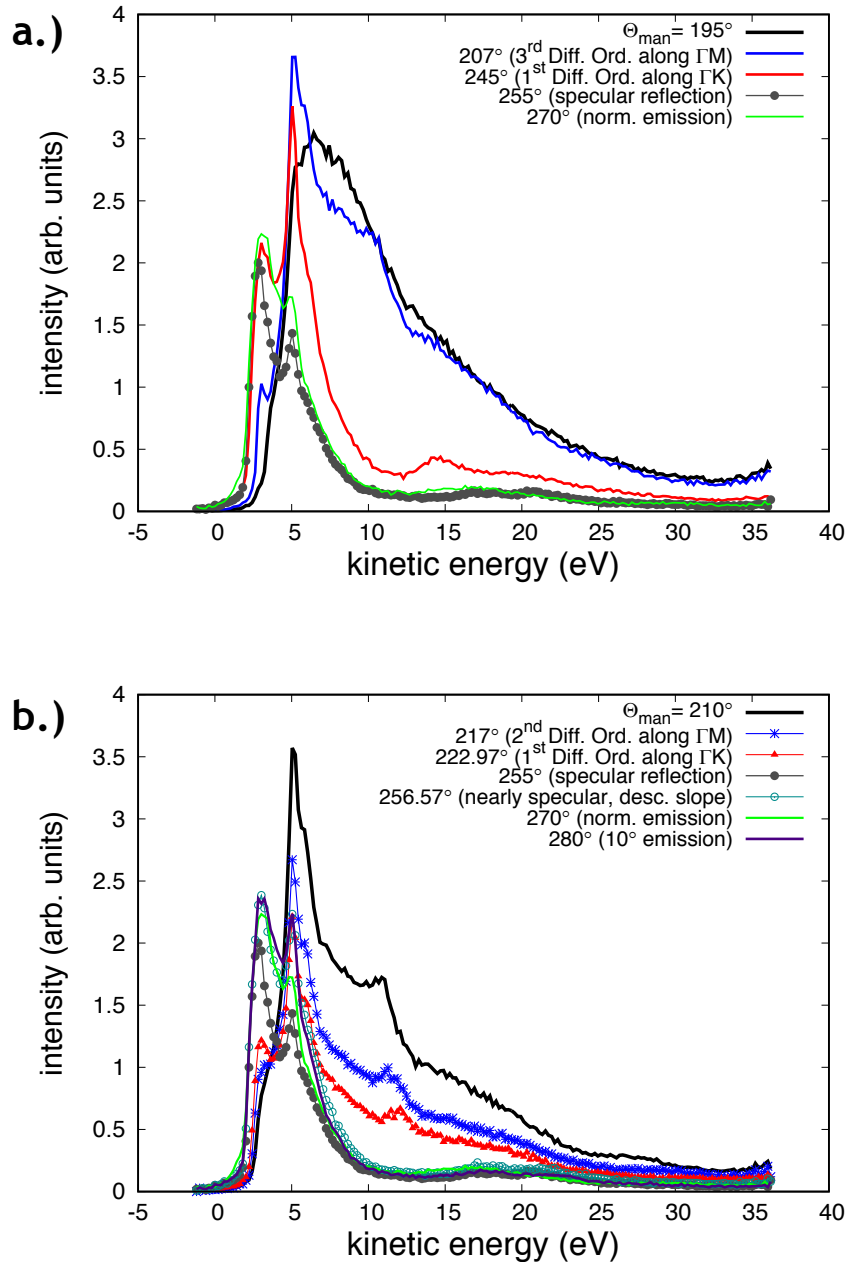 a.)
Θman = 195°
207° (3rd Diff. Ord. along ΓM)
245° (1st Diff. Ord. along ΓK)
255° (specular reflection)
270° (norm. emission)
intensity (arb. units)
4
3.5
3
2.5
2
1.5
1
0.5
0
-5 0 5 10 15 20 25 30 35 40
kinetic energy (eV)
b.)
Θman= 210°
217° (2nd Diff. Ord. along ΓM)
222.97° (1st Diff. Ord. along ΓK)
255° (specular reflection)
256.57° (nearly specular, desc. slope)
270° (norm. emission)
280° (10° emission)
intensity (arb. units)
4
3.5
3
2.5
2
1.5
1
0.5
0
-5 0 5 10 15 20 25 30 35 40
kinetic energy (eV)